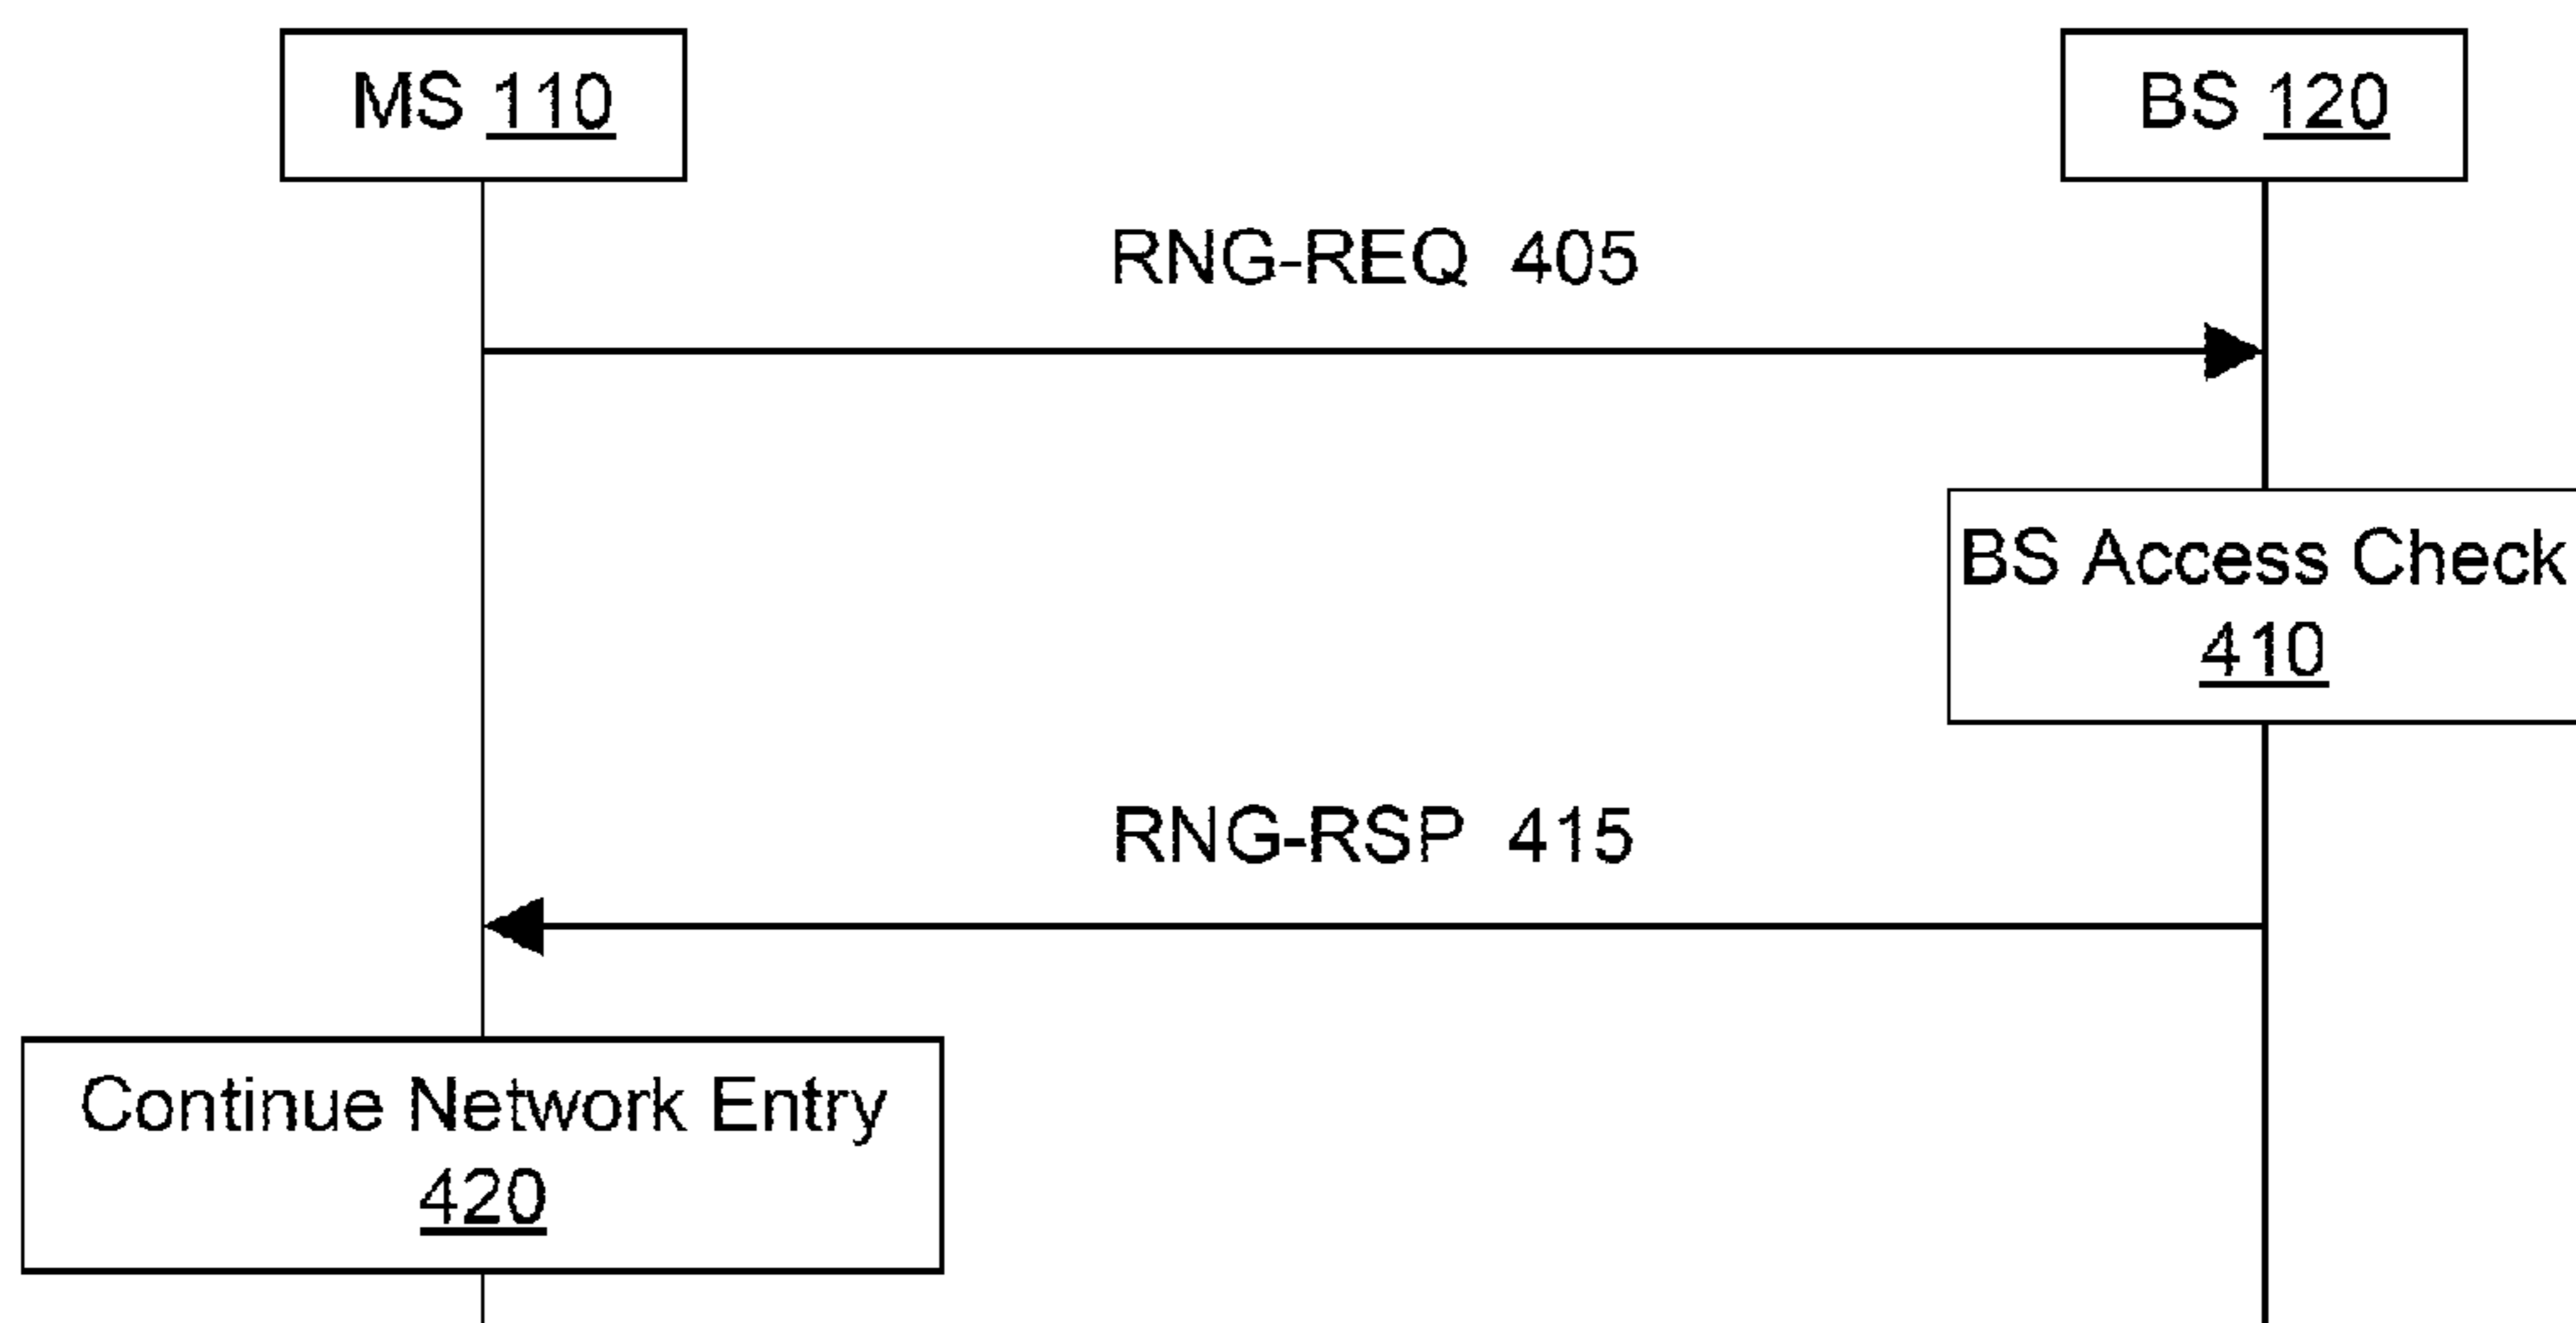 MS 110
BS 120
RNG-REQ 405
BS Access Check
410
RNG-RSP 415
Continue Network Entry
420